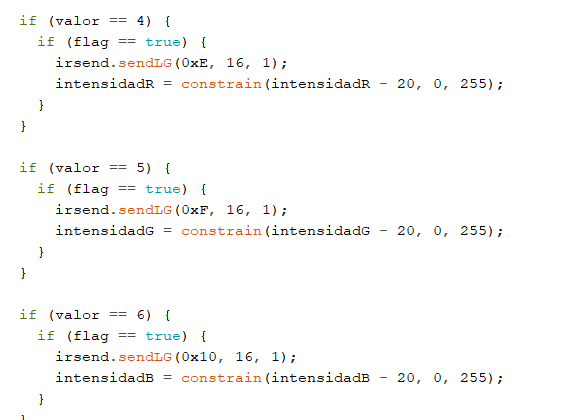 if (valor == 4) {
if (flag == true) {
irsend.sendLG(0xE, 16, 1);
intensidadR = constrain(intensidadR - 20, 0, 255);
}
}
if (valor == 5) {
if (flag == true) {
irsend.sendLG(0xF, 16, 1);
intensidadG = constrain(intensidadG - 20, 0, 255);
}
}
if (valor == 6) {
if (flag == true) {
irsend.sendLG(0x10, 16, 1);
intensidadB = constrain(intensidadB - 20, 0, 255);
}
}